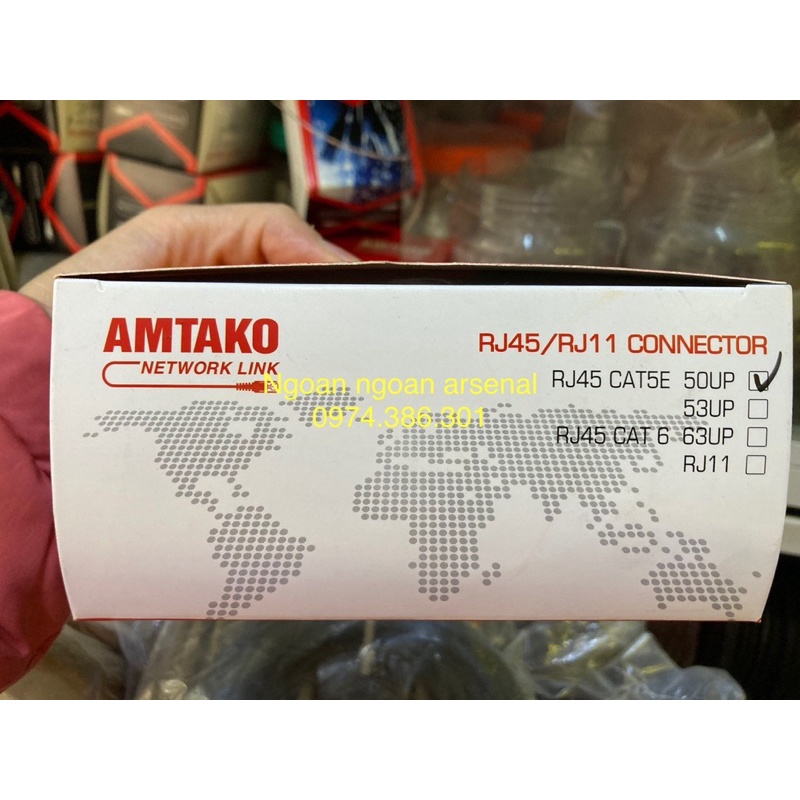 AMTAKO
NETWORK LINK
RJ45/RJ11 CONNECTOR
RJ45 CAT5E 50UP
53UP
RJ45 CAT 6 63UP
RJ11
Ngoan ngoan arsenal
0974.386.301